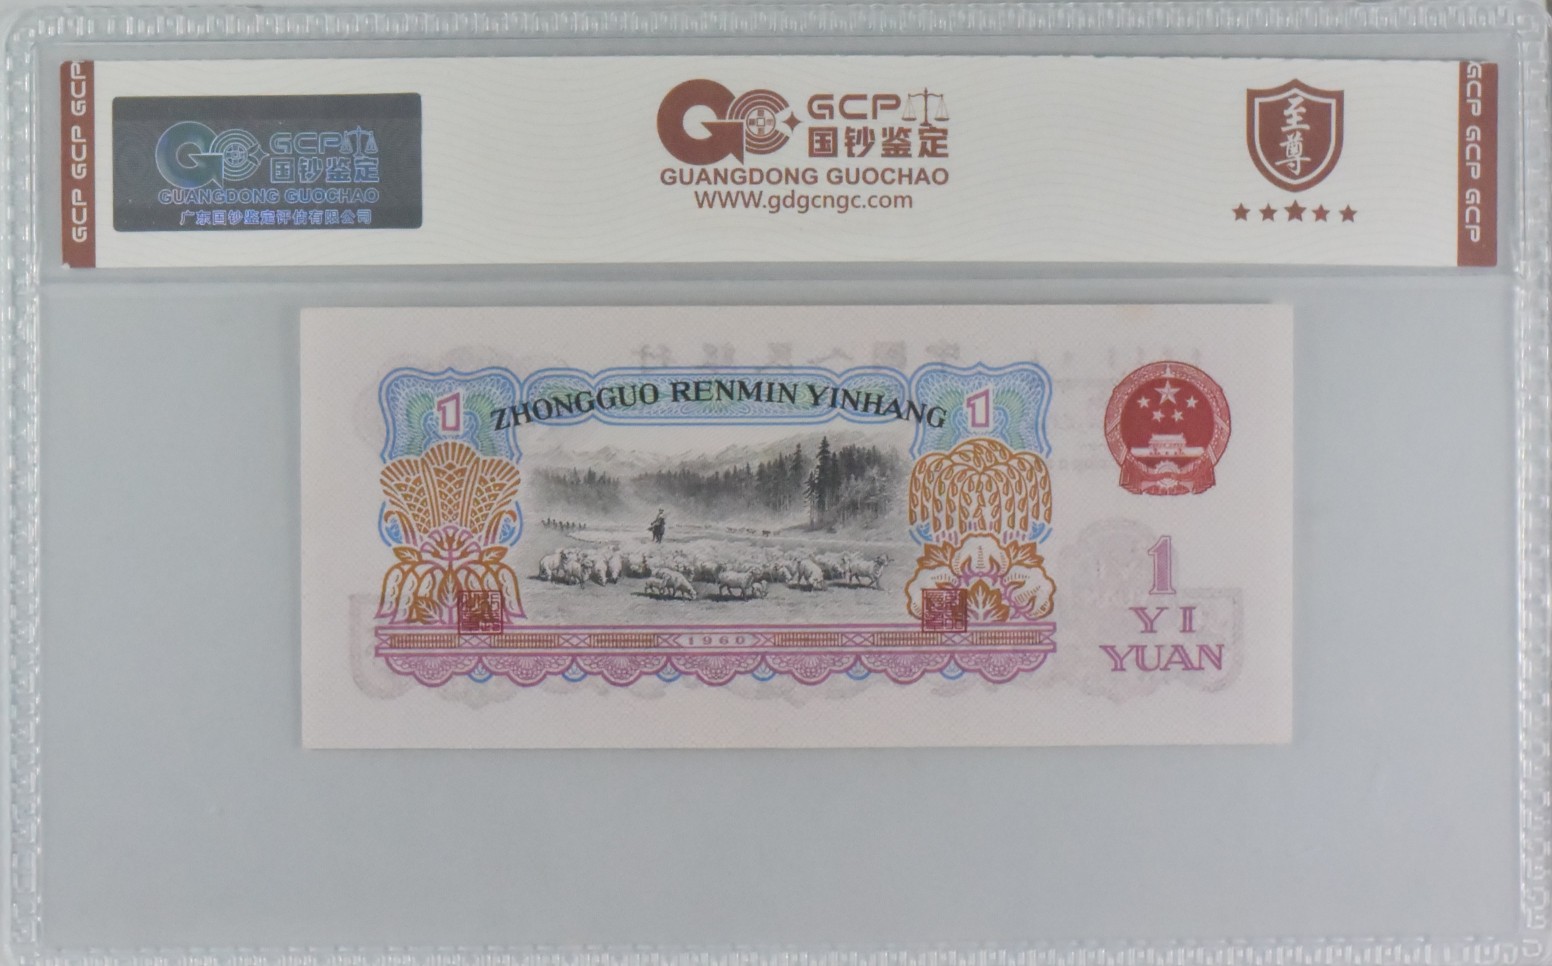 GCP GCP GCP
GCP
国钞鉴定
GUANGDONG GUOCHAO
广东国钞鉴定评估有限公司
GCP
国钞鉴定
GUANGDONG GUOCHAO
WWW.gdgcngc.com
至尊
GCP GCP GCP
1
ZHONGGUO RENMIN YINHANG
1
1960
1
YI
YUAN